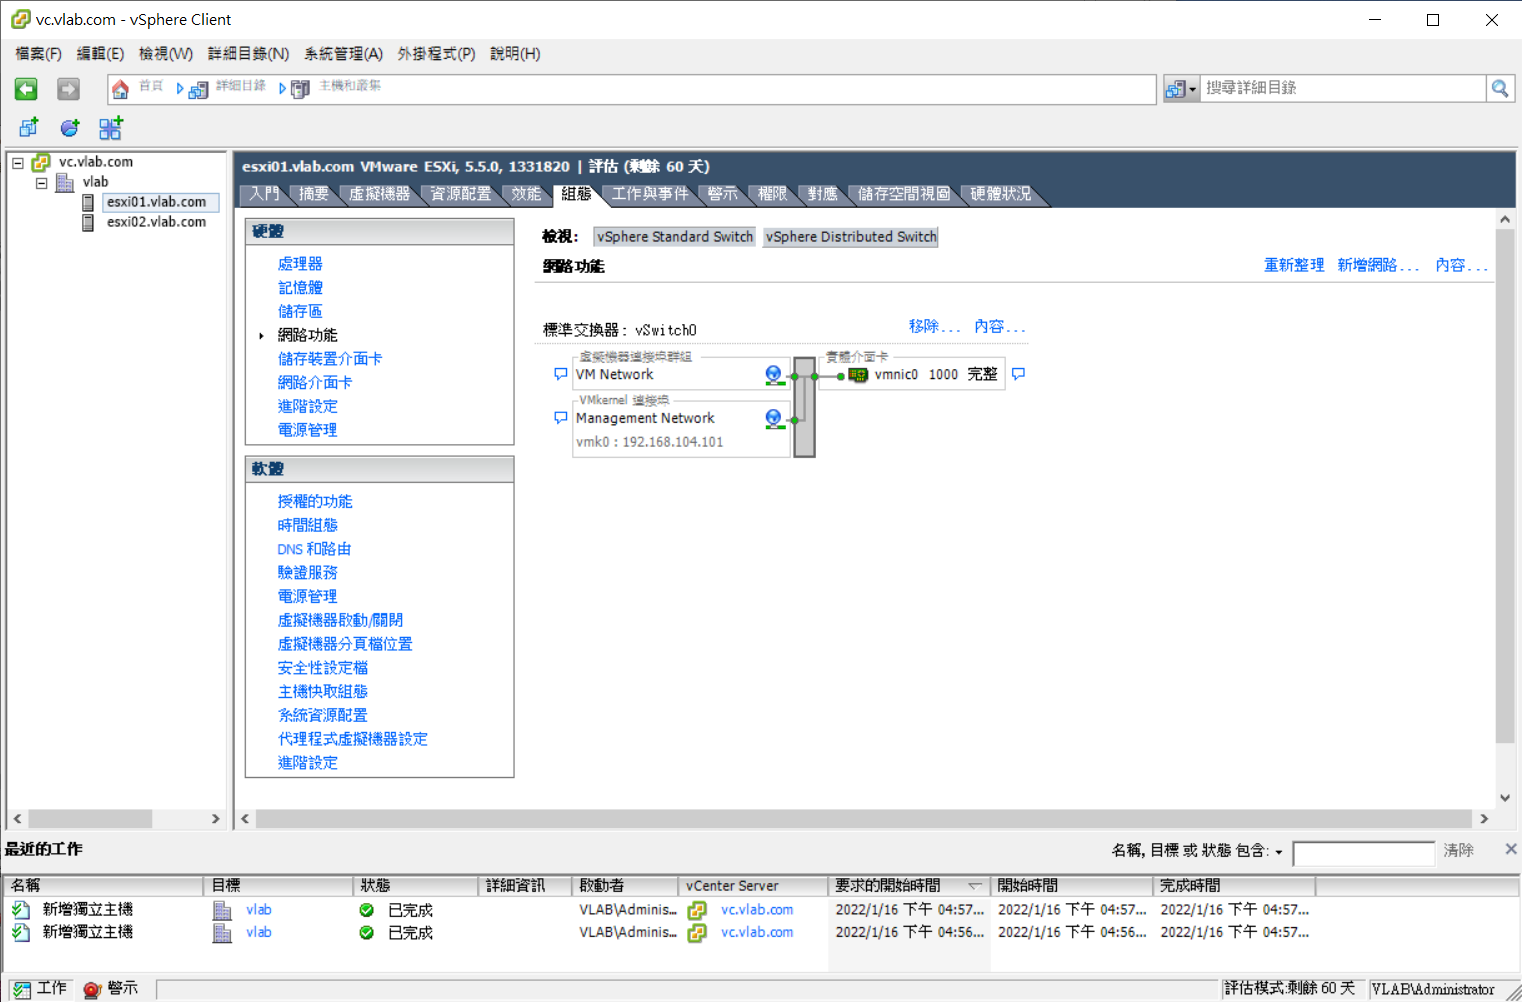 vc.vlab.com - vSphere Client
檔案(F) 編輯(E) 檢視(W) 詳細目錄(N) 系統管理(A) 外掛程式(P) 說明(H)
首頁 詳細目錄 主機和叢集 搜尋詳細目錄
vc.vlab.com
vlab
esxi01.vlab.com
esxi02.vlab.com
esxi01.vlab.com VMware ESXi, 5.5.0, 1331820 | 評估 (剩餘 60 天)
入門 摘要 虛擬機器 資源配置 效能 組態 工作與事件 警示 權限 對應 儲存空間視圖 硬體狀況
硬體
處理器
記憶體
儲存區
網路功能
儲存裝置介面卡
網路介面卡
進階設定
電源管理
軟體
授權的功能
時間組態
DNS 和路由
驗證服務
電源管理
虛擬機器啟動/關閉
虛擬機器分頁檔位置
安全性設定檔
主機快取組態
系統資源配置
代理程式虛擬機器設定
進階設定
檢視: vSphere Standard Switch vSphere Distributed Switch
網路功能 重新整理 新增網路... 內容...
標準交換器: vSwitch0 移除... 內容...
虛擬機器連接埠群組 實體介面卡
VM Network vmnic0 1000 完整
VMkernel 連接埠
Management Network
vmk0 : 192.168.104.101
最近的工作 名稱, 目標 或 狀態 包含: 清除
名稱 目標 狀態 詳細資訊 啟動者 vCenter Server 要求的開始時間 開始時間 完成時間
新增獨立主機 vlab 已完成 VLAB\Adminis... vc.vlab.com 2022/1/16 下午 04:57... 2022/1/16 下午 04:57... 2022/1/16 下午 04:57...
新增獨立主機 vlab 已完成 VLAB\Adminis... vc.vlab.com 2022/1/16 下午 04:56... 2022/1/16 下午 04:56... 2022/1/16 下午 04:57...
工作 警示 評估模式:剩餘 60 天 VLAB\Administrator